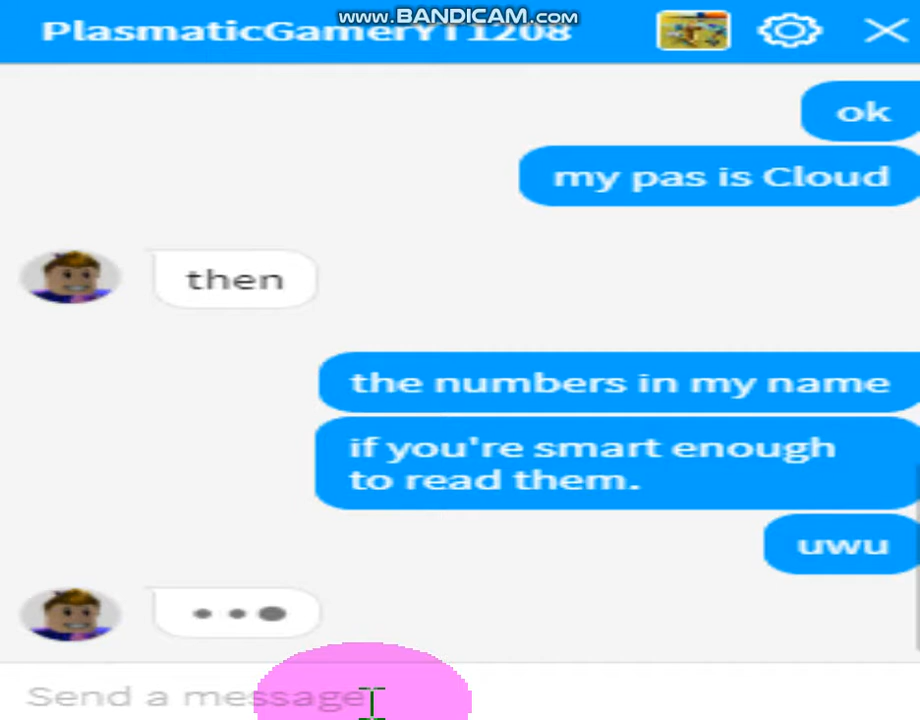 www.BANDICAM.com
PlasmaticGamerYT1208
ok
my pas is Cloud
then
the numbers in my name
if you're smart enough
to read them.
uwu
Send a message